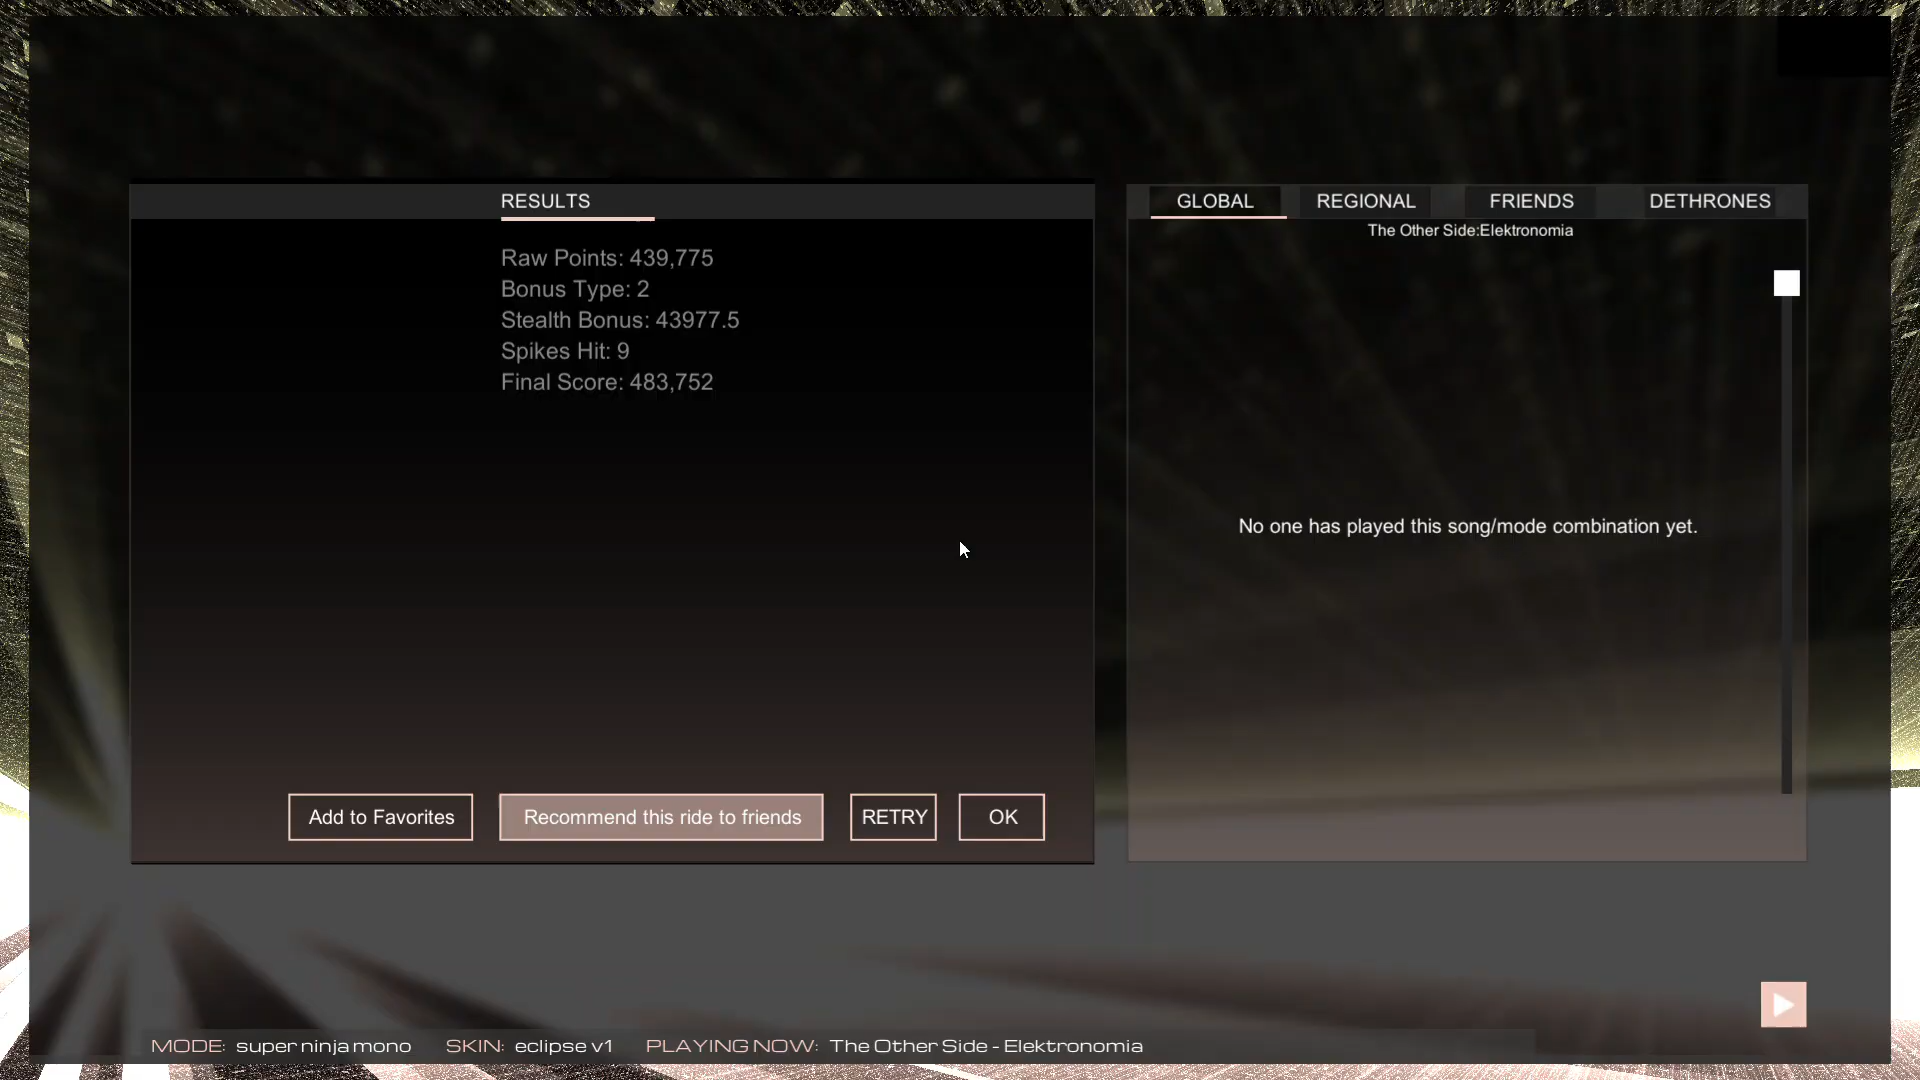 RESULTS
Raw Points: 439,775
Bonus Type: 2
Stealth Bonus: 43977.5
Spikes Hit: 9
Final Score: 483,752
Add to Favorites
Recommend this ride to friends
RETRY
OK
GLOBAL REGIONAL FRIENDS DETHRONES
The Other Side:Elektronomia
No one has played this song/mode combination yet.
MODE: super ninja mono SKIN: eclipse v1 PLAYING NOW: The Other Side - Elektronomia